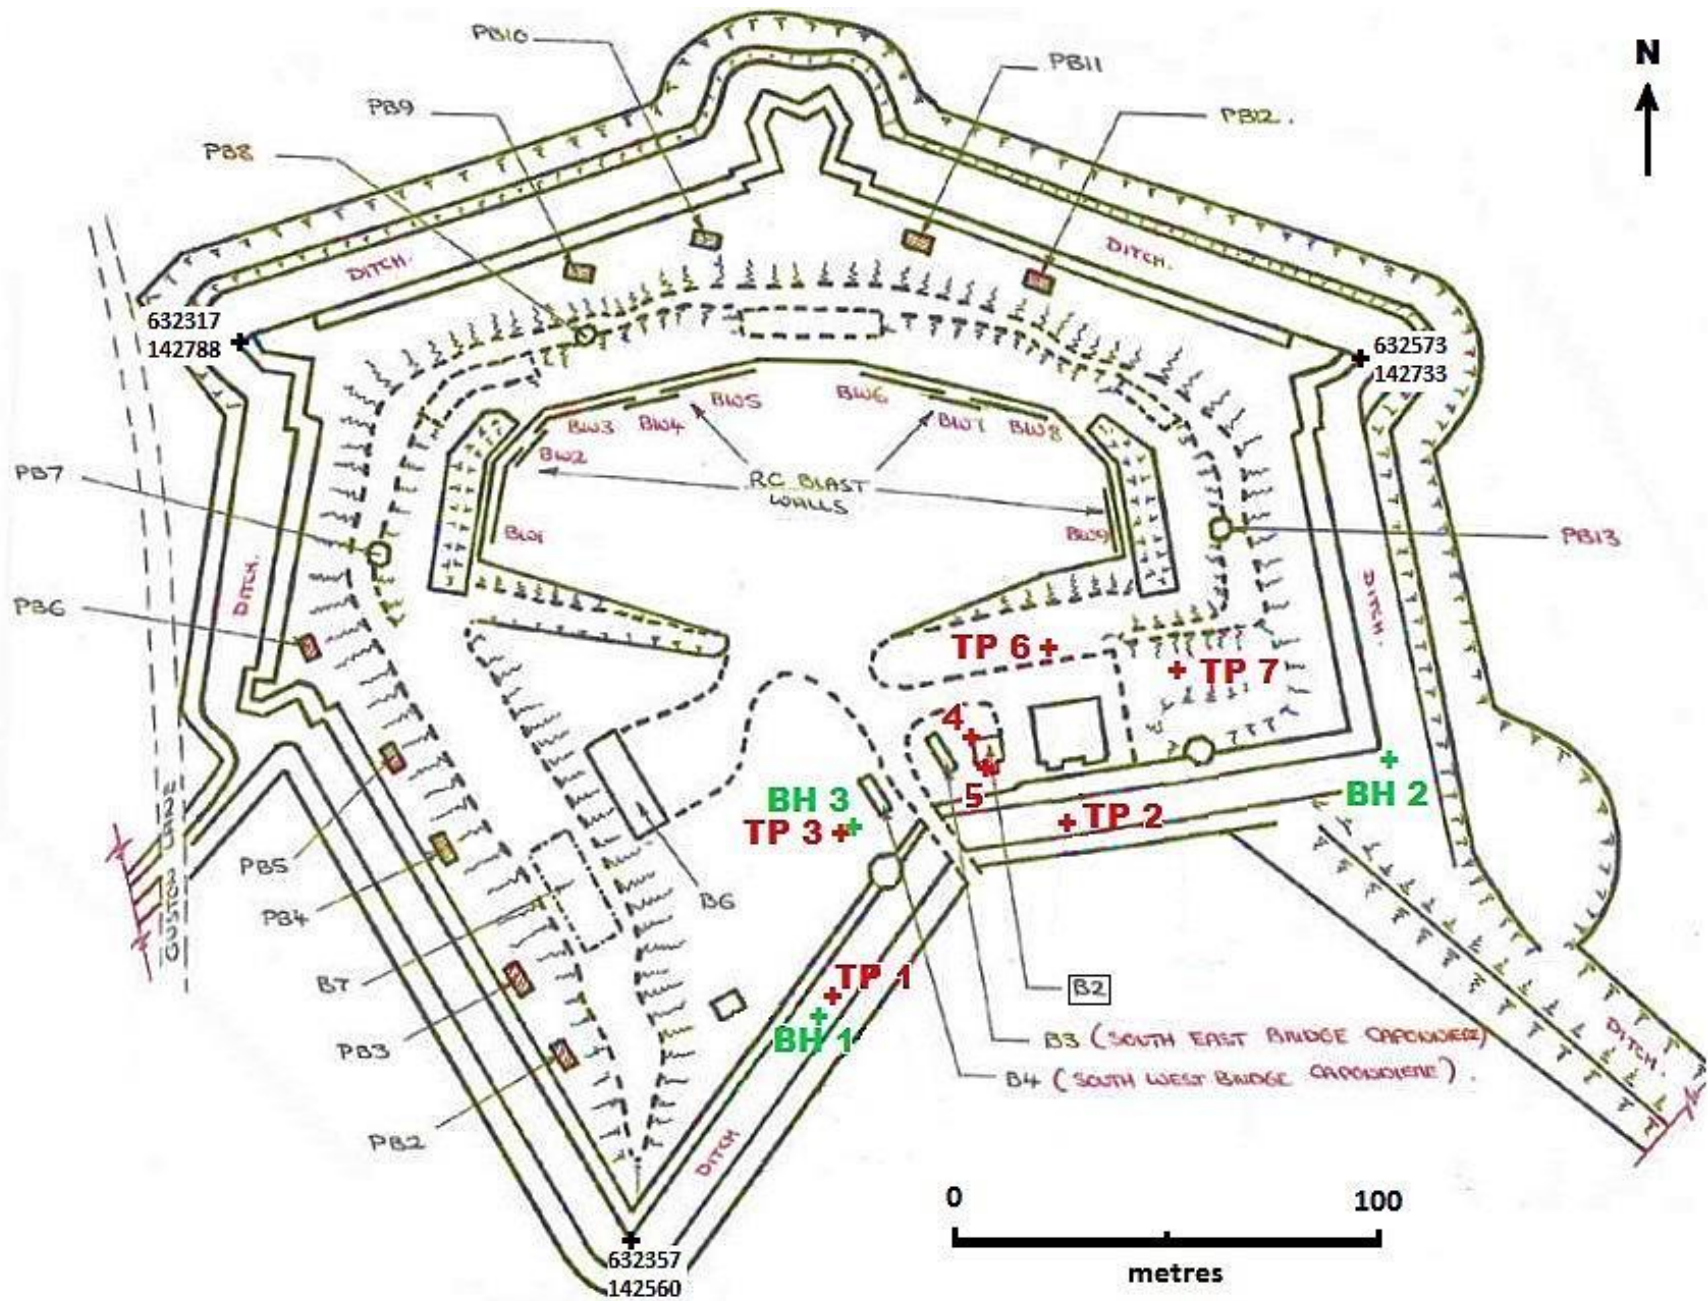 PB10
N
PB11
PB9
PB12.
PB8
DITCH.
DITCH.
632317
142788
632573
142733
BW5
BW6
BW3
BW4
BW7
BW8
BW2
PB7
RC BLAST
WALLS
BW1
BW9
PB13
DITCH.
DITCH.
PB6
TP 6
TP 7
4
BH 3
5
TP 2
BH 2
TP 3
GUSTON LANE
PB5
B6
PB4
TP 1
B7
B2
BH 1
DITCH.
PB3
B3 (SOUTH EAST BRIDGE CAPONNIERE)
B4 (SOUTH WEST BRIDGE CAPONNIERE).
PB2
DITCH
0
100
632357
142560
metres